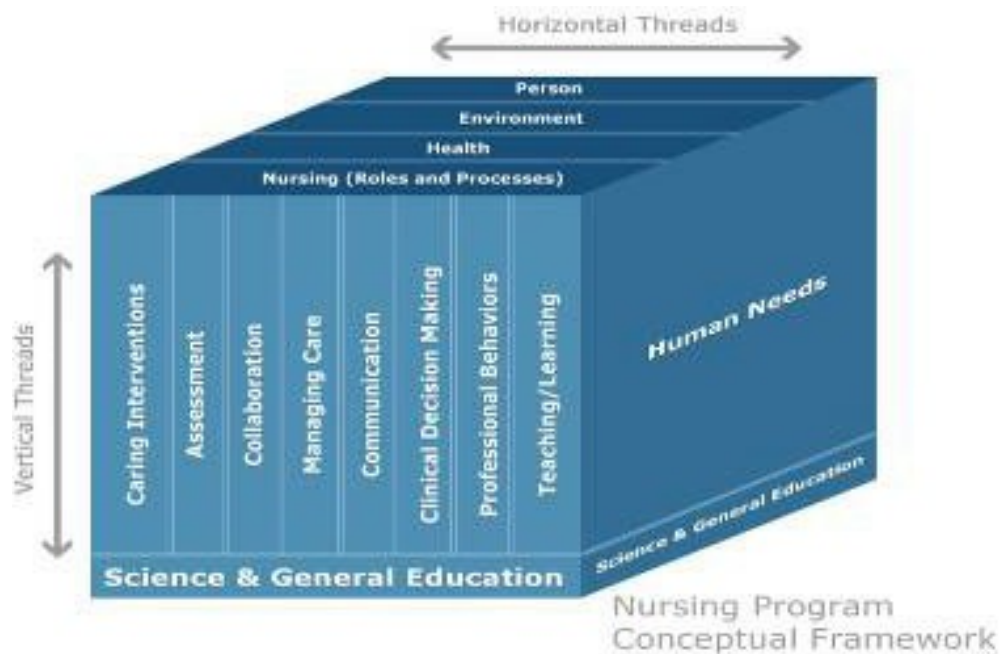 Horizontal Threads
Person
Environment
Health
Nursing (Roles and Processes)
Vertical Threads
Caring Interventions
Assessment
Collaboration
Managing Care
Communication
Clinical Decision Making
Professional Behaviors
Teaching/Learning
Human Needs
Science & General Education
Science & General Education
Nursing Program
Conceptual Framework